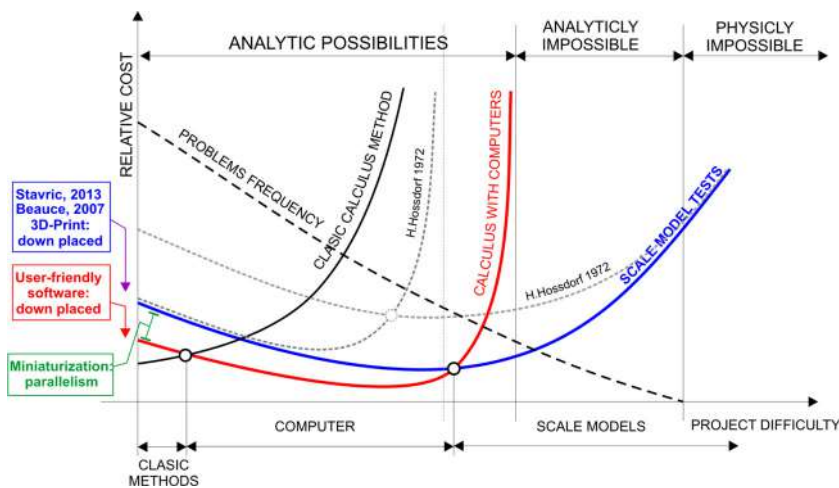 ANALYTIC POSSIBILITIES
ANALYTICLY
IMPOSSIBLE
PHYSICLY
IMPOSSIBLE
RELATIVE COST
PROBLEMS FREQUENCY
CLASIC CALCULUS METHOD
H.Hossdorf 1972
CALCULUS WITH COMPUTERS
H.Hossdorf 1972
SCALE-MODEL TESTS
Stavric, 2013
Beauce, 2007
3D-Print:
down placed
User-friendly
software:
down placed
Miniaturization:
parallelism
COMPUTER
SCALE MODELS
PROJECT DIFFICULTY
CLASIC
METHODS